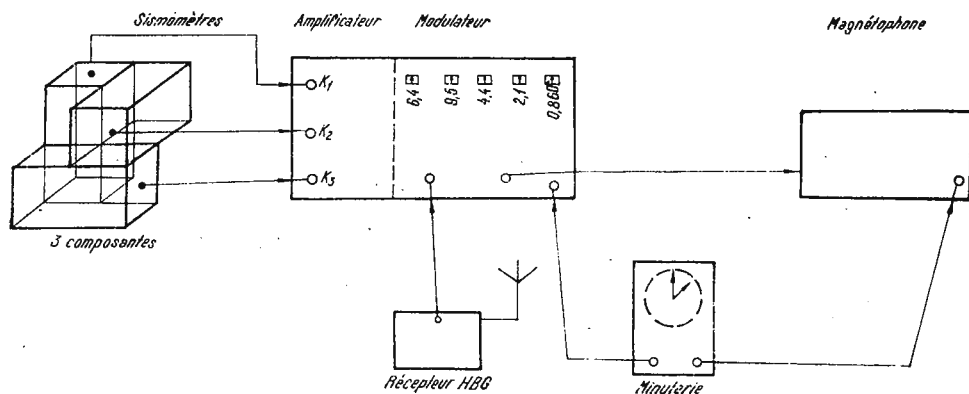 Sismomètres
Amplificateur
Modulateur
Magnétophone
K1
K2
K3
6,4
9,5
4,4
2,1
0,860
3 composantes
Récepteur HBG
Minuterie